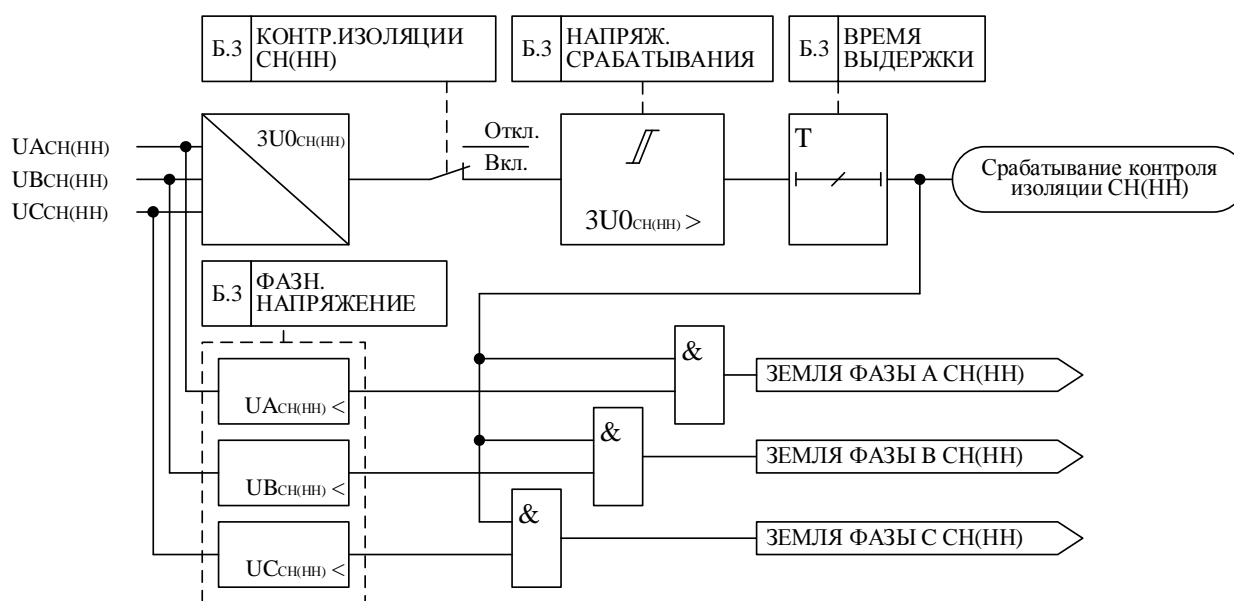 Б.3 КОНТР.ИЗОЛЯЦИИ
СН(НН)
Б.3 НАПРЯЖ.
СРАБАТЫВАНИЯ
Б.3 ВРЕМЯ
ВЫДЕРЖКИ
UAСН(НН)
UBСН(НН)
UCСН(НН)
3U0СН(НН)
Откл.
Вкл.
3U0СН(НН) >
T
Срабатывание контроля
изоляции СН(НН)
Б.3 ФАЗН.
НАПРЯЖЕНИЕ
UAСН(НН) <
&
ЗЕМЛЯ ФАЗЫ А СН(НН)
UBСН(НН) <
&
ЗЕМЛЯ ФАЗЫ В СН(НН)
UCСН(НН) <
&
ЗЕМЛЯ ФАЗЫ С СН(НН)